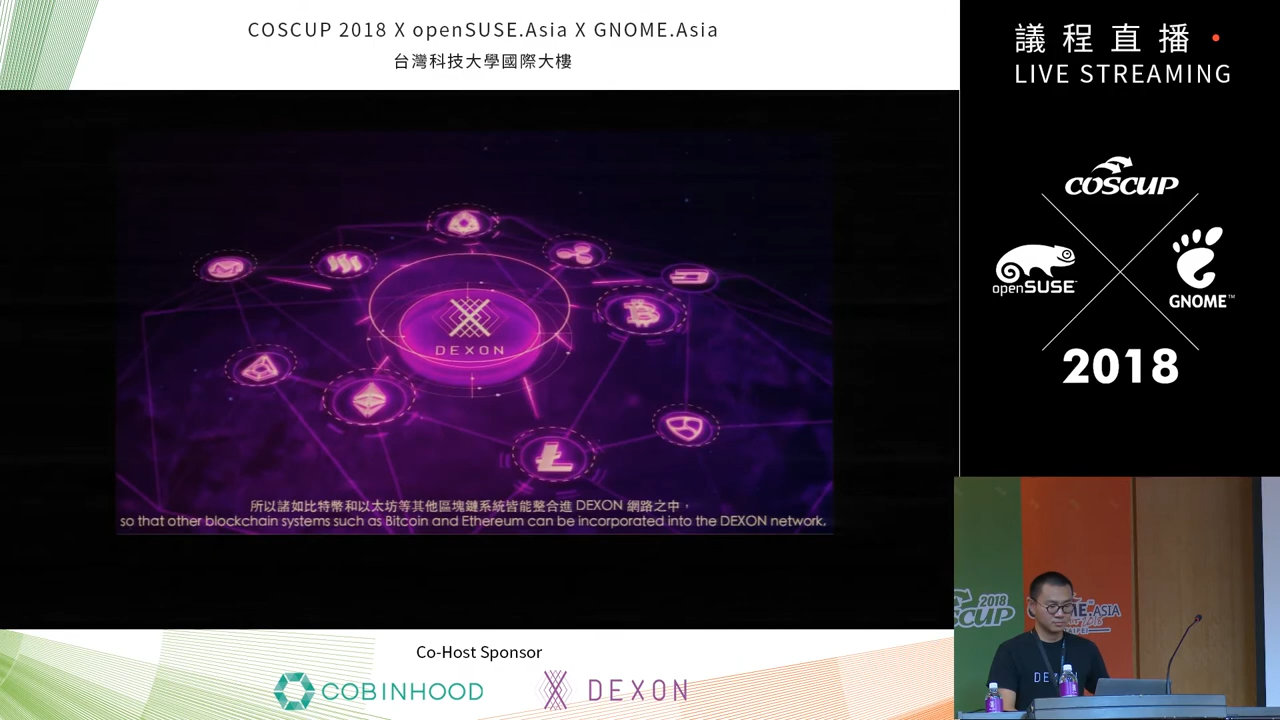 COSCUP 2018 X openSUSE.Asia X GNOME.Asia
台灣科技大學國際大樓
議程直播
LIVE STREAMING
COSCUP
openSUSE
GNOME™
2018
DEXON
所以諸如比特幣和以太坊等其他區塊鏈系統皆能整合進 DEXON 網路之中，
so that other blockchain systems such as Bitcoin and Ethereum can be incorporated into the DEXON network.
2018
GNOME.ASIA
Co-Host Sponsor
COBINHOOD
DEXON